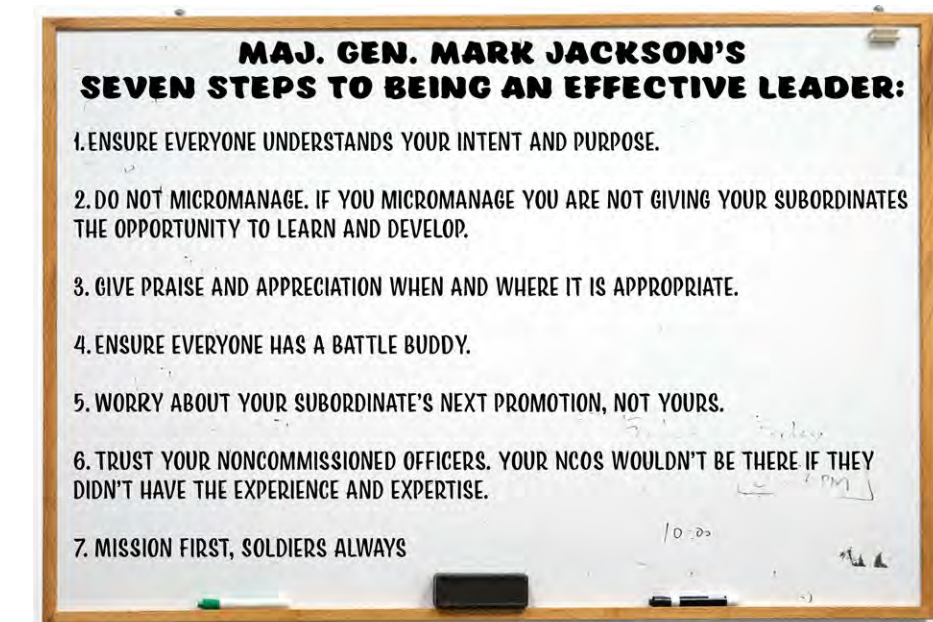 MAJ. GEN. MARK JACKSON'S
SEVEN STEPS TO BEING AN EFFECTIVE LEADER:
1. ENSURE EVERYONE UNDERSTANDS YOUR INTENT AND PURPOSE.
2. DO NOT MICROMANAGE. IF YOU MICROMANAGE YOU ARE NOT GIVING YOUR SUBORDINATES
THE OPPORTUNITY TO LEARN AND DEVELOP.
3. GIVE PRAISE AND APPRECIATION WHEN AND WHERE IT IS APPROPRIATE.
4. ENSURE EVERYONE HAS A BATTLE BUDDY.
5. WORRY ABOUT YOUR SUBORDINATE'S NEXT PROMOTION, NOT YOURS.
6. TRUST YOUR NONCOMMISSIONED OFFICERS. YOUR NCOS WOULDN'T BE THERE IF THEY
DIDN'T HAVE THE EXPERIENCE AND EXPERTISE.
PM
10:00
7. MISSION FIRST, SOLDIERS ALWAYS